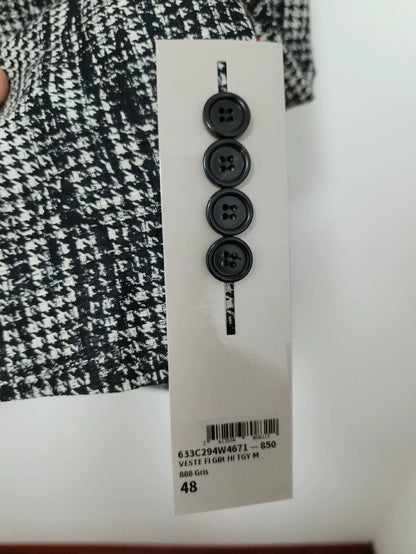 633C294W4671 — 850
VESTE FI GBt HI TGY M
888 Gris
48